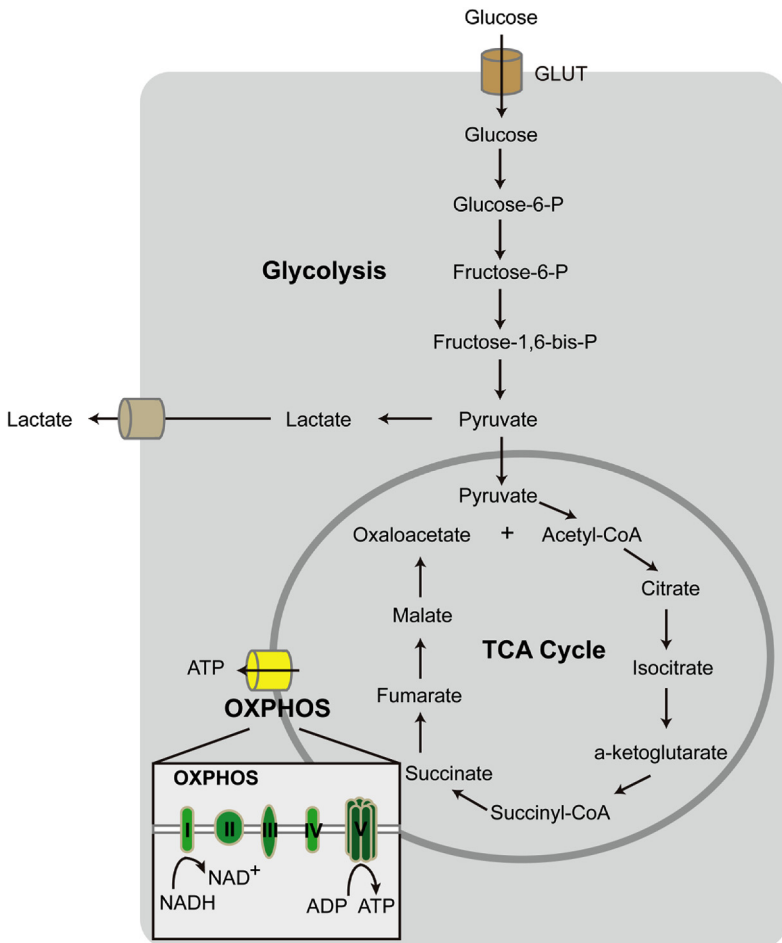 Glucose
GLUT
Glucose
Glucose-6-P
Glycolysis
Fructose-6-P
Fructose-1,6-bis-P
Lactate
Lactate
Pyruvate
Pyruvate
Oxaloacetate + Acetyl-CoA
Citrate
Malate
TCA Cycle
Isocitrate
ATP
Fumarate
OXPHOS
a-ketoglutarate
Succinate
OXPHOS
Succinyl-CoA
I II III IV V
NAD+
NADH
ADP ATP